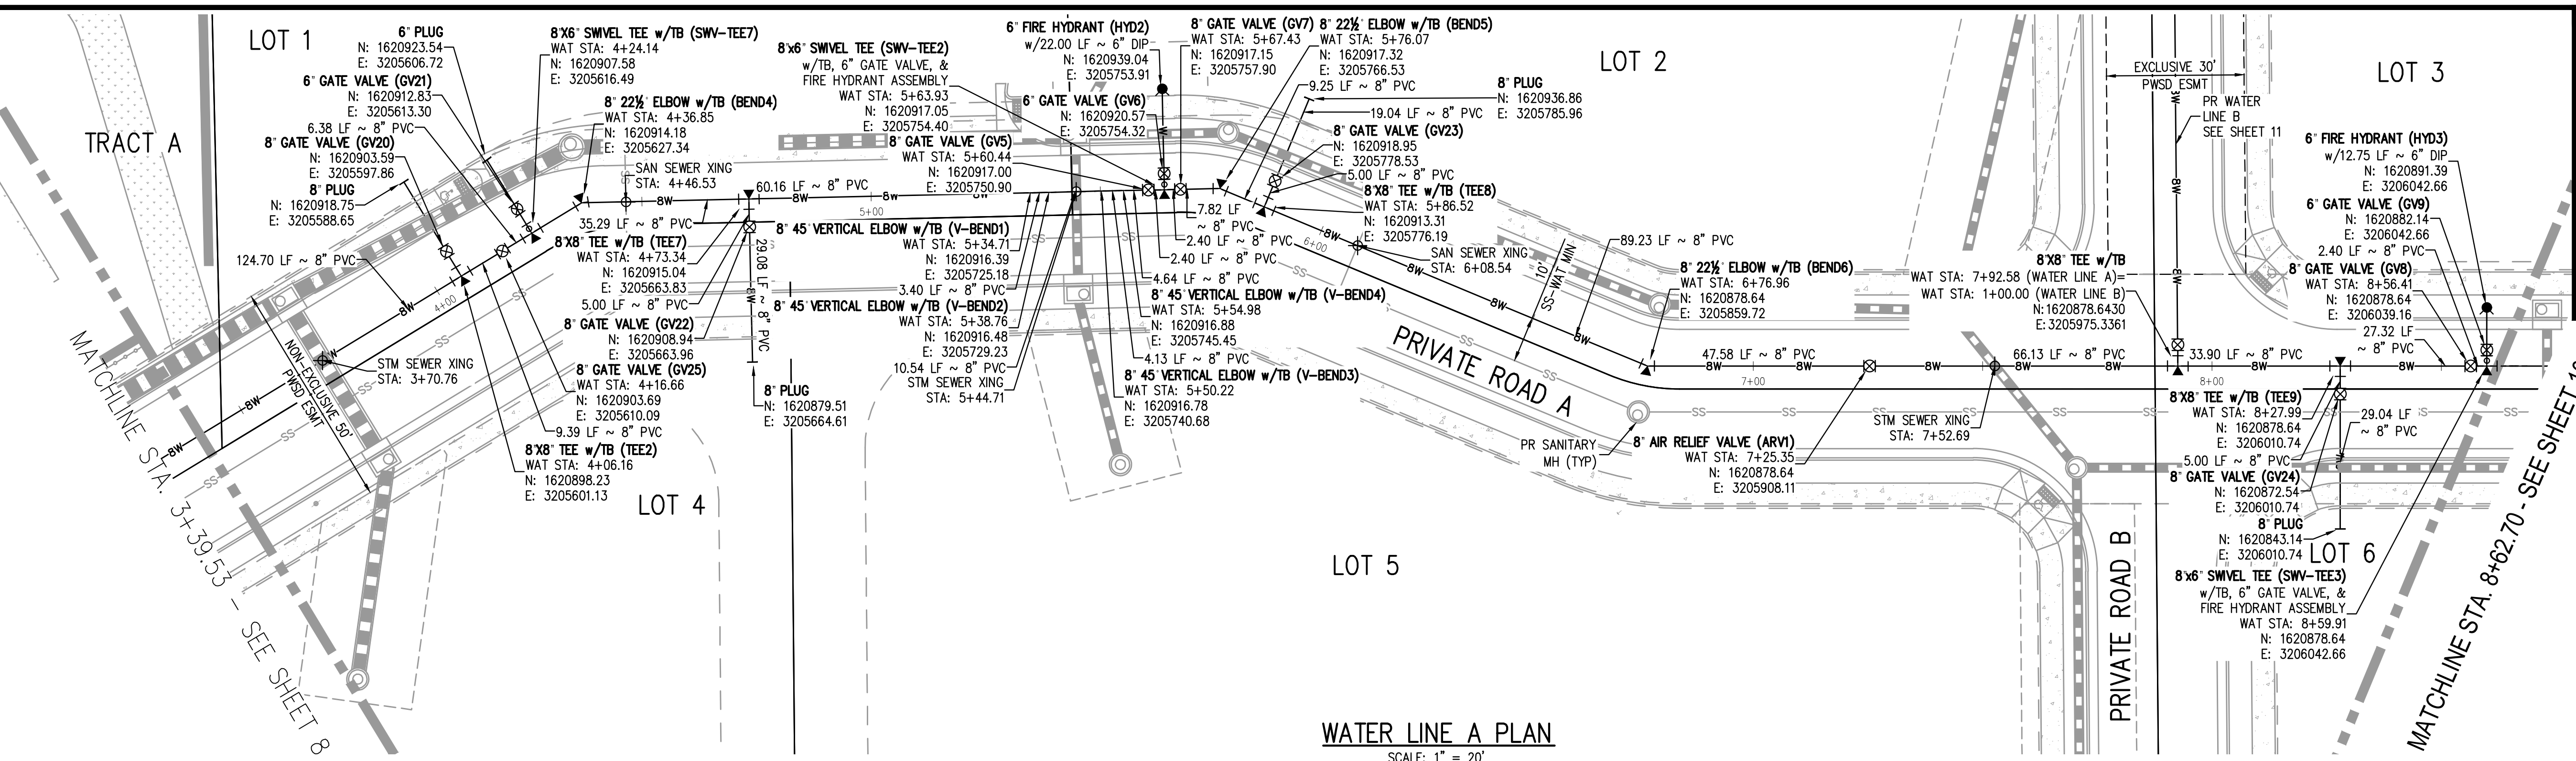 LOT 1
TRACT A
6" PLUG
N: 1620923.54
E: 3205606.72
6" GATE VALVE (GV21)
N: 1620912.83
E: 3205613.30
6.38 LF ~ 8" PVC
8" GATE VALVE (GV20)
N: 1620903.59
E: 3205597.86
8" PLUG
N: 1620918.75
E: 3205588.65
124.70 LF ~ 8" PVC
8"X6" SWIVEL TEE w/TB (SWV-TEE7)
WAT STA: 4+24.14
N: 1620907.58
E: 3205616.49
8" 22½° ELBOW w/TB (BEND4)
WAT STA: 4+36.85
N: 1620914.18
E: 3205627.34
SAN SEWER XING
STA: 4+46.53
60.16 LF ~ 8" PVC
35.29 LF ~ 8" PVC
8"X8" TEE w/TB (TEE7)
WAT STA: 4+73.34
N: 1620915.04
E: 3205663.83
5.00 LF ~ 8" PVC
29.08 LF ~ 8" PVC
8" GATE VALVE (GV22)
N: 1620908.94
E: 3205663.96
8" GATE VALVE (GV25)
WAT STA: 4+16.66
N: 1620903.69
E: 3205610.09
9.39 LF ~ 8" PVC
8"X8" TEE w/TB (TEE2)
WAT STA: 4+06.16
N: 1620898.23
E: 3205601.13
STM SEWER XING
STA: 3+70.76
NON-EXCLUSIVE 50'
PWSD ESMT
MATCHLINE STA. 3+39.53 - SEE SHEET 8
4+00
5+00
6+00
7+00
8+00
LOT 4
8" PLUG
N: 1620879.51
E: 3205664.61
8"x6" SWIVEL TEE (SWV-TEE2)
w/TB, 6" GATE VALVE, &
FIRE HYDRANT ASSEMBLY
WAT STA: 5+63.93
N: 1620917.05
E: 3205754.40
8" GATE VALVE (GV5)
WAT STA: 5+60.44
N: 1620917.00
E: 3205750.90
6" FIRE HYDRANT (HYD2)
w/22.00 LF ~ 6" DIP
N: 1620939.04
E: 3205753.91
6" GATE VALVE (GV6)
N: 1620920.57
E: 3205754.32
8" GATE VALVE (GV7)
WAT STA: 5+67.43
N: 1620917.15
E: 3205757.90
8" 22½° ELBOW w/TB (BEND5)
WAT STA: 5+76.07
N: 1620917.32
E: 3205766.53
9.25 LF ~ 8" PVC
8" PLUG
N: 1620936.86
E: 3205785.96
19.04 LF ~ 8" PVC
8" GATE VALVE (GV23)
N: 1620918.95
E: 3205778.53
5.00 LF ~ 8" PVC
8"X8" TEE w/TB (TEE8)
WAT STA: 5+86.52
N: 1620913.31
E: 3205776.19
SAN SEWER XING
STA: 6+08.54
8" 45° VERTICAL ELBOW w/TB (V-BEND1)
WAT STA: 5+34.71
N: 1620916.39
E: 3205725.18
3.40 LF ~ 8" PVC
8" 45° VERTICAL ELBOW w/TB (V-BEND2)
WAT STA: 5+38.76
N: 1620916.48
E: 3205729.23
10.54 LF ~ 8" PVC
STM SEWER XING
STA: 5+44.71
7.82 LF
~ 8" PVC
2.40 LF ~ 8" PVC
2.40 LF ~ 8" PVC
4.64 LF ~ 8" PVC
8" 45° VERTICAL ELBOW w/TB (V-BEND4)
WAT STA: 5+54.98
N: 1620916.88
E: 3205745.45
4.13 LF ~ 8" PVC
8" 45° VERTICAL ELBOW w/TB (V-BEND3)
WAT STA: 5+50.22
N: 1620916.78
E: 3205740.68
LOT 2
10'
SS-WAT MIN
89.23 LF ~ 8" PVC
8" 22½° ELBOW w/TB (BEND6)
WAT STA: 6+76.96
N: 1620878.64
E: 3205859.72
PRIVATE ROAD A
47.58 LF ~ 8" PVC
66.13 LF ~ 8" PVC
33.90 LF ~ 8" PVC
PR SANITARY
MH (TYP)
8" AIR RELIEF VALVE (ARV1)
WAT STA: 7+25.35
N: 1620878.64
E: 3205908.11
STM SEWER XING
STA: 7+52.69
LOT 5
EXCLUSIVE 30'
PWSD ESMT
PR WATER
LINE B
SEE SHEET 11
LOT 3
8"X8" TEE w/TB
WAT STA: 7+92.58 (WATER LINE A)=
WAT STA: 1+00.00 (WATER LINE B)
N:1620878.6430
E:3205975.3361
6" FIRE HYDRANT (HYD3)
w/12.75 LF ~ 6" DIP
N: 1620891.39
E: 3206042.66
6" GATE VALVE (GV9)
N: 1620882.14
E: 3206042.66
2.40 LF ~ 8" PVC
8" GATE VALVE (GV8)
WAT STA: 8+56.41
N: 1620878.64
E: 3206039.16
27.32 LF
~ 8" PVC
8"X8" TEE w/TB (TEE9)
WAT STA: 8+27.99
N: 1620878.64
E: 3206010.74
5.00 LF ~ 8" PVC
29.04 LF
~ 8" PVC
8" GATE VALVE (GV24)
N: 1620872.54
E: 3206010.74
8" PLUG
N: 1620843.14
E: 3206010.74
LOT 6
8"x6" SWIVEL TEE (SWV-TEE3)
w/TB, 6" GATE VALVE, &
FIRE HYDRANT ASSEMBLY
WAT STA: 8+59.91
N: 1620878.64
E: 3206042.66
PRIVATE ROAD B
MATCHLINE STA. 8+62.70 - SEE SHEET
WATER LINE A PLAN
SCALE: 1" = 20'